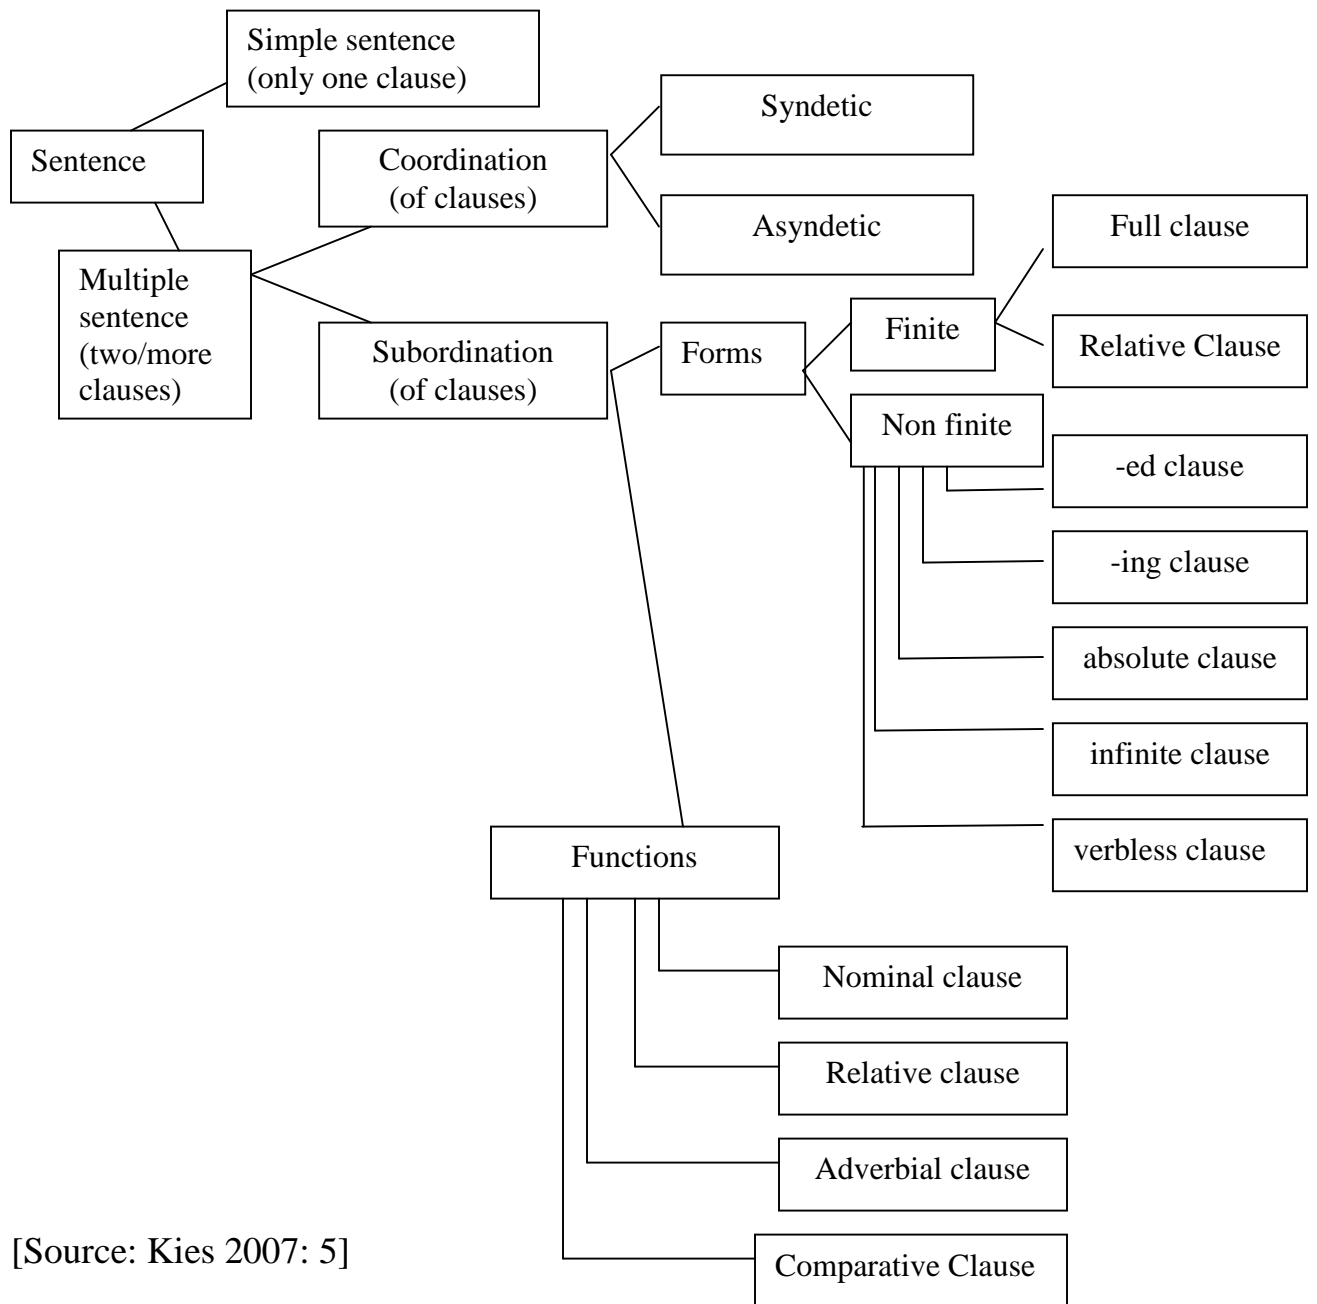 Simple sentence
(only one clause)
Sentence
Multiple
sentence
(two/more
clauses)
Coordination
(of clauses)
Subordination
(of clauses)
Syndetic
Asyndetic
Forms
Finite
Non finite
Full clause
Relative Clause
-ed clause
-ing clause
absolute clause
infinite clause
verbless clause
Functions
Nominal clause
Relative clause
Adverbial clause
Comparative Clause
[Source: Kies 2007: 5]